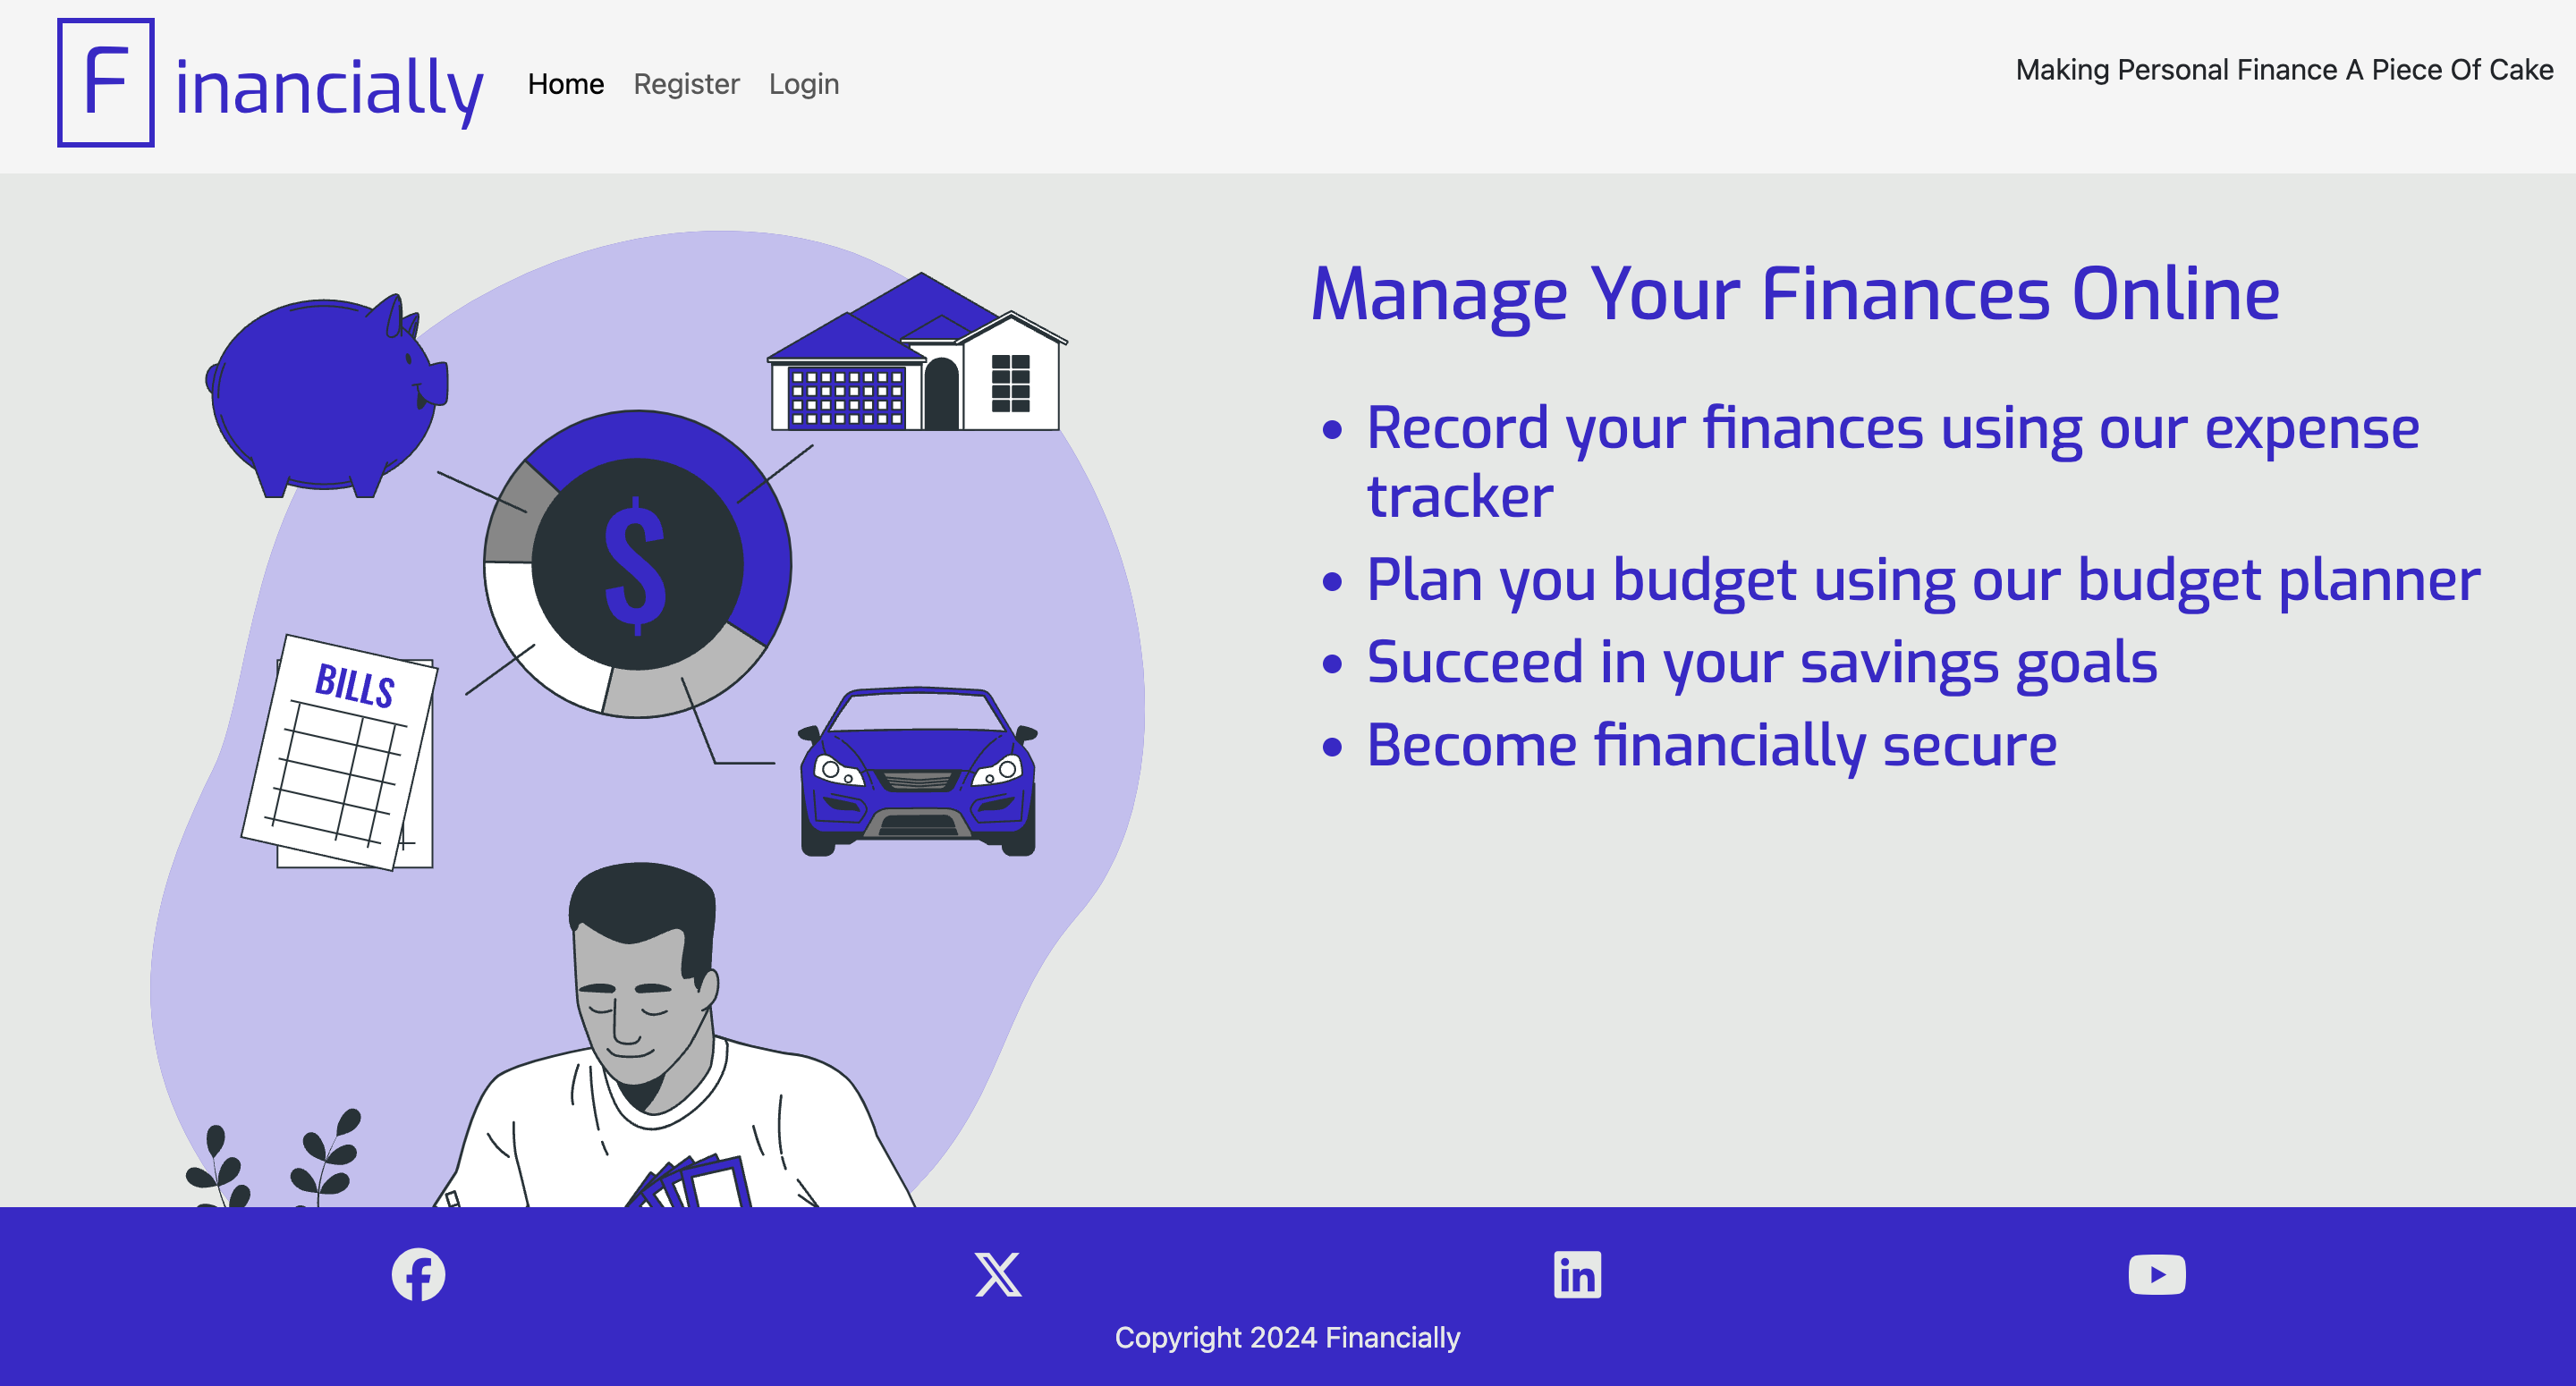 Financially
Home Register Login
Making Personal Finance A Piece Of Cake
Manage Your Finances Online
• Record your finances using our expense
tracker
• Plan you budget using our budget planner
• Succeed in your savings goals
• Become financially secure
$
BILLS
Copyright 2024 Financially